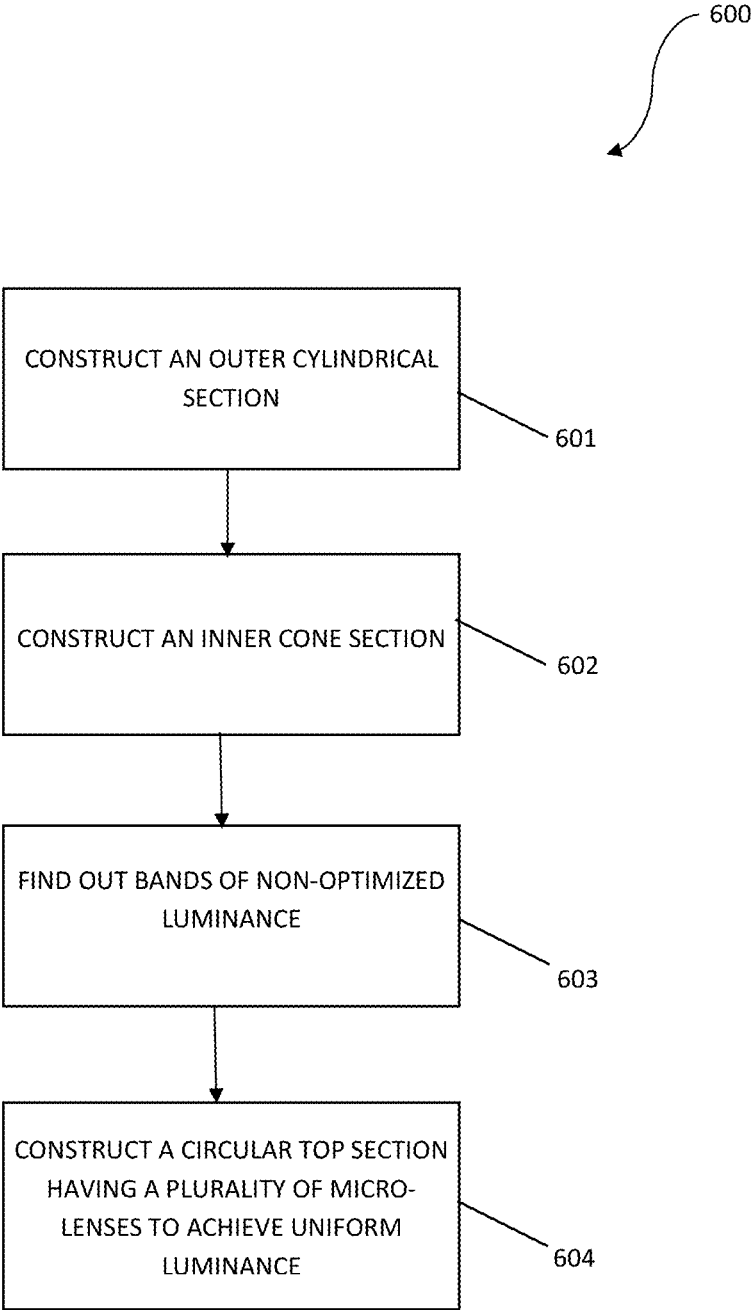 600
CONSTRUCT AN OUTER CYLINDRICAL
SECTION
601
CONSTRUCT AN INNER CONE SECTION
602
FIND OUT BANDS OF NON-OPTIMIZED
LUMINANCE
603
CONSTRUCT A CIRCULAR TOP SECTION
HAVING A PLURALITY OF MICRO-
LENSES TO ACHIEVE UNIFORM
LUMINANCE
604